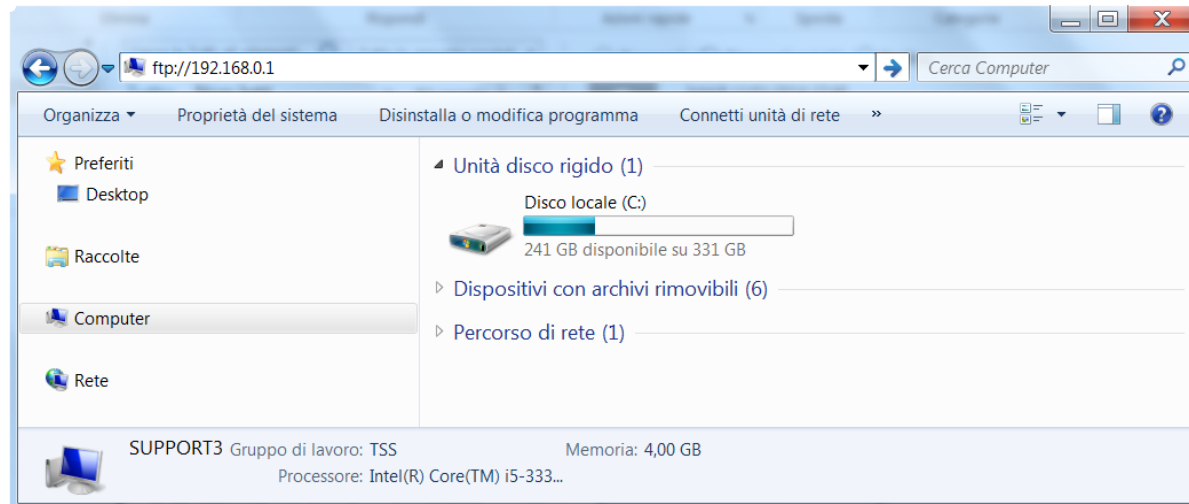 ftp://192.168.0.1
Cerca Computer
Organizza Proprietà del sistema Disinstalla o modifica programma Connetti unità di rete »
Preferiti
Desktop
Raccolte
Computer
Rete
Unità disco rigido (1)
Disco locale (C:)
241 GB disponibile su 331 GB
Dispositivi con archivi rimovibili (6)
Percorso di rete (1)
SUPPORT3 Gruppo di lavoro: TSS Memoria: 4,00 GB
Processore: Intel(R) Core(TM) i5-333...